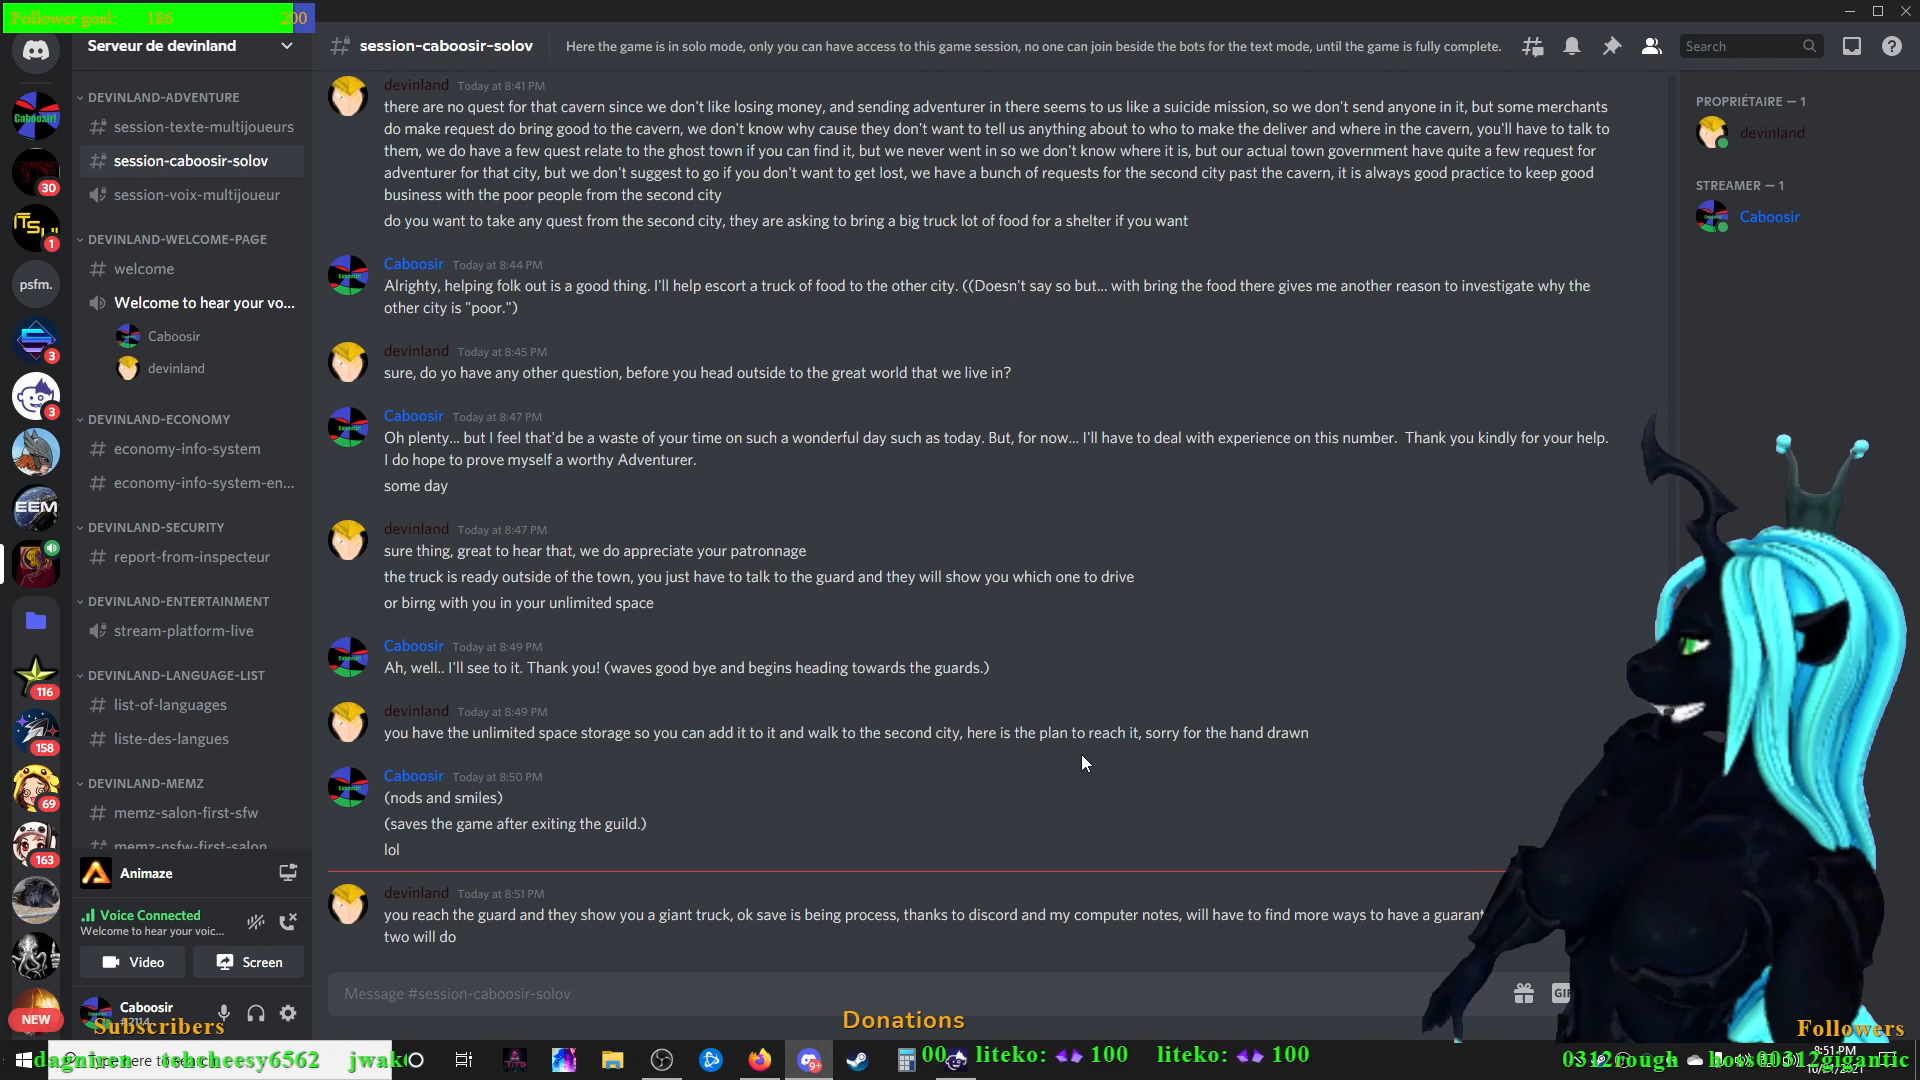 Follower goal: 186 200
Serveur de devinland
session-caboosir-solov
Here the game is in solo mode, only you can have access to this game session, no one can join beside the bots for the text mode, until the game is fully complete.
Search
Caboosir!
30
1
psfm.
3
3
EEM
116
158
69
163
NEW
DEVINLAND-ADVENTURE
session-texte-multijoueurs
session-caboosir-solov
session-voix-multijoueur
DEVINLAND-WELCOME-PAGE
welcome
Welcome to hear your vo...
Caboosir
devinland
DEVINLAND-ECONOMY
economy-info-system
economy-info-system-en...
DEVINLAND-SECURITY
report-from-inspecteur
DEVINLAND-ENTERTAINMENT
stream-platform-live
DEVINLAND-LANGUAGE-LIST
list-of-languages
liste-des-langues
DEVINLAND-MEMZ
memz-salon-first-sfw
memz-nsfw-first-salon
Animaze
Voice Connected
Welcome to hear your voic...
Video
Screen
Caboosir
Subscribers
devinland Today at 8:41 PM
there are no quest for that cavern since we don't like losing money, and sending adventurer in there seems to us like a suicide mission, so we don't send anyone in it, but some merchants
do make request do bring good to the cavern, we don't know why cause they don't want to tell us anything about to who to make the deliver and where in the cavern, you'll have to talk to
them, we do have a few quest relate to the ghost town if you can find it, but we never went in so we don't know where it is, but our actual town government have quite a few request for
adventurer for that city, but we don't suggest to go if you don't want to get lost, we have a bunch of requests for the second city past the cavern, it is always good practice to keep good
business with the poor people from the second city
do you want to take any quest from the second city, they are asking to bring a big truck lot of food for a shelter if you want
Caboosir Today at 8:44 PM
Alrighty, helping folk out is a good thing. I'll help escort a truck of food to the other city. ((Doesn't say so but... with bring the food there gives me another reason to investigate why the
other city is "poor.")
devinland Today at 8:45 PM
sure, do yo have any other question, before you head outside to the great world that we live in?
Caboosir Today at 8:47 PM
Oh plenty... but I feel that'd be a waste of your time on such a wonderful day such as today. But, for now... I'll have to deal with experience on this number. Thank you kindly for your help.
I do hope to prove myself a worthy Adventurer.
some day
devinland Today at 8:47 PM
sure thing, great to hear that, we do appreciate your patronnage
the truck is ready outside of the town, you just have to talk to the guard and they will show you which one to drive
or birng with you in your unlimited space
Caboosir Today at 8:49 PM
Ah, well.. I'll see to it. Thank you! (waves good bye and begins heading towards the guards.)
devinland Today at 8:49 PM
you have the unlimited space storage so you can add it to it and walk to the second city, here is the plan to reach it, sorry for the hand drawn
Caboosir Today at 8:50 PM
(nods and smiles)
(saves the game after exiting the guild.)
lol
devinland Today at 8:51 PM
you reach the guard and they show you a giant truck, ok save is being process, thanks to discord and my computer notes, will have to find more ways to have a guarant
two will do
Message #session-caboosir-solov
GIF
Donations
PROPRIÉTAIRE — 1
devinland
STREAMER — 1
Caboosir
Followers
dagniren tehcheesy6562 jwak
Type here to search
00 liteko: 100 liteko: 100
0312rough
8:51 PM